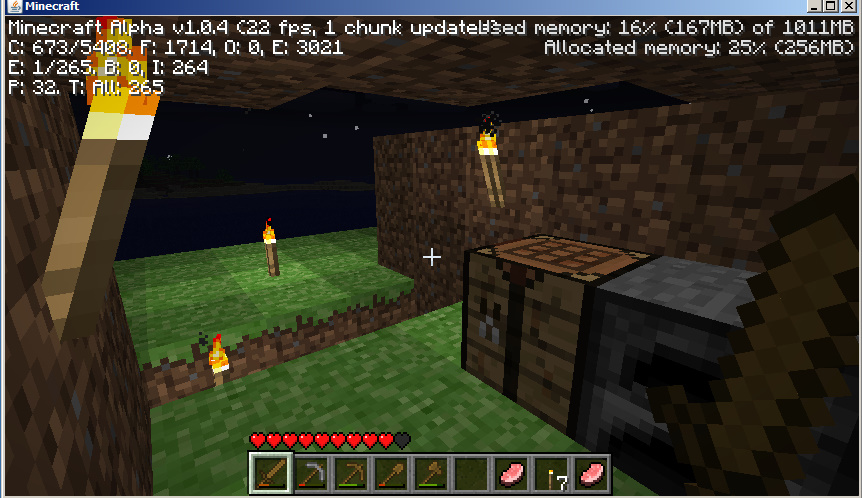 Minecraft
Minecraft Alpha v1.0.4 (22 fps, 1 chunk updates)
Used memory: 16% (167MB) of 1011MB
C: 673/5408, F: 1714, O: 0, E: 3021
Allocated memory: 25% (256MB)
E: 1/265, B: 0, I: 264
P: 32, T: All: 265
7